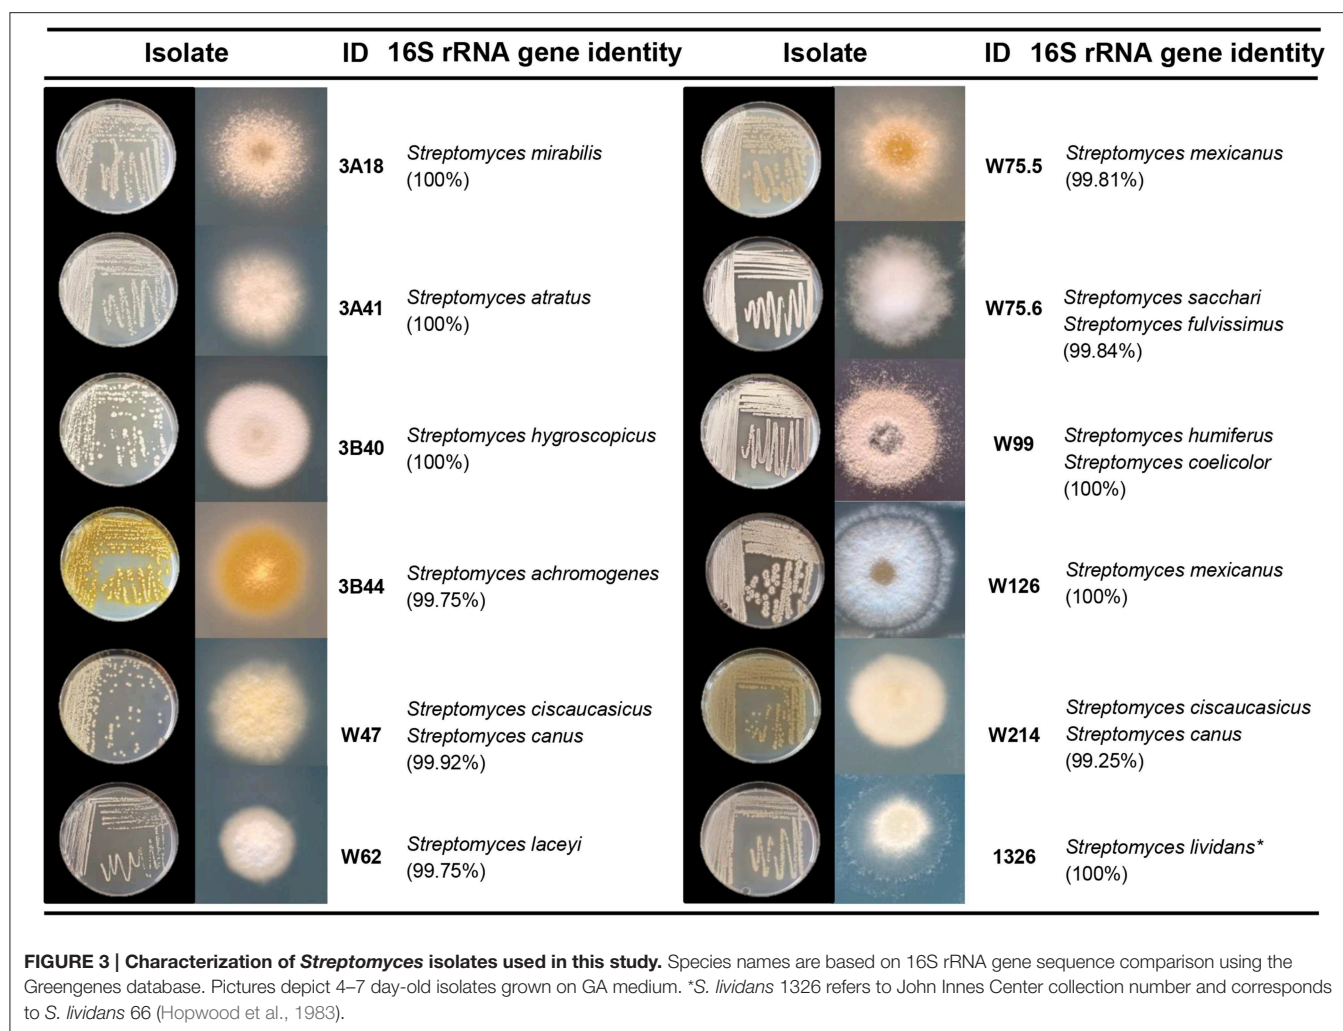 Isolate ID 16S rRNA gene identity Isolate ID 16S rRNA gene identity
3A18 Streptomyces mirabilis
(100%)
3A41 Streptomyces atratus
(100%)
3B40 Streptomyces hygroscopicus
(100%)
3B44 Streptomyces achromogenes
(99.75%)
W47 Streptomyces ciscaucasicus
Streptomyces canus
(99.92%)
W62 Streptomyces laceyi
(99.75%)
W75.5 Streptomyces mexicanus
(99.81%)
W75.6 Streptomyces sacchari
Streptomyces fulvissimus
(99.84%)
W99 Streptomyces humiferus
Streptomyces coelicolor
(100%)
W126 Streptomyces mexicanus
(100%)
W214 Streptomyces ciscaucasicus
Streptomyces canus
(99.25%)
1326 Streptomyces lividans*
(100%)
FIGURE 3 | Characterization of Streptomyces isolates used in this study. Species names are based on 16S rRNA gene sequence comparison using the
Greengenes database. Pictures depict 4–7 day-old isolates grown on GA medium. *S. lividans 1326 refers to John Innes Center collection number and corresponds
to S. lividans 66 (Hopwood et al., 1983).